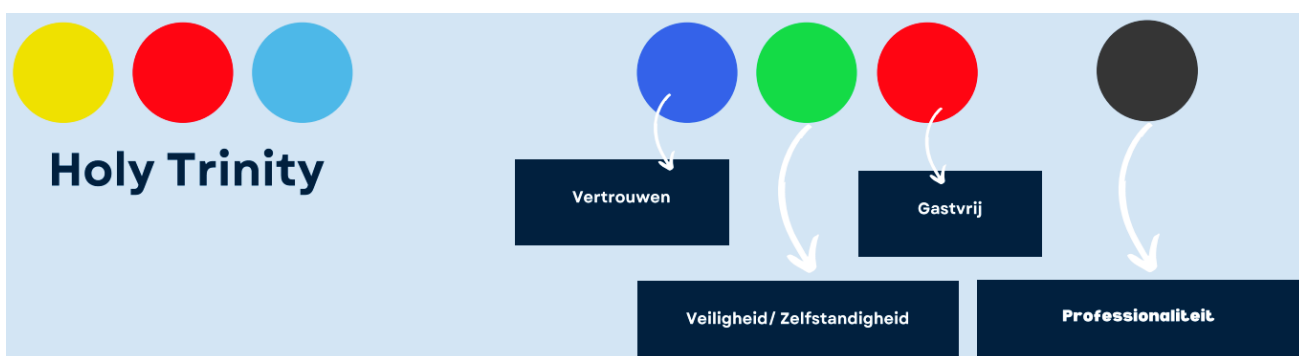 Holy Trinity
Vertrouwen
Gastvrij
Veiligheid/ Zelfstandigheid
Professionaliteit